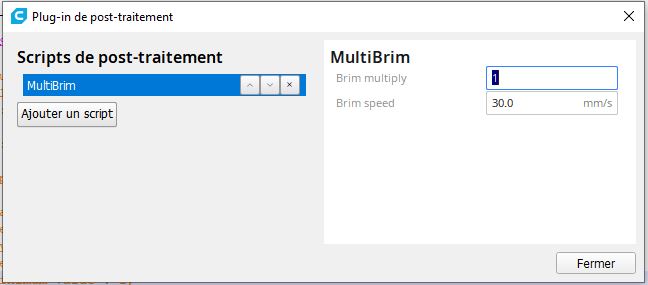 Plug-in de post-traitement
Scripts de post-traitement
MultiBrim
Ajouter un script
MultiBrim
Brim multiply
1
Brim speed
30.0 mm/s
Fermer